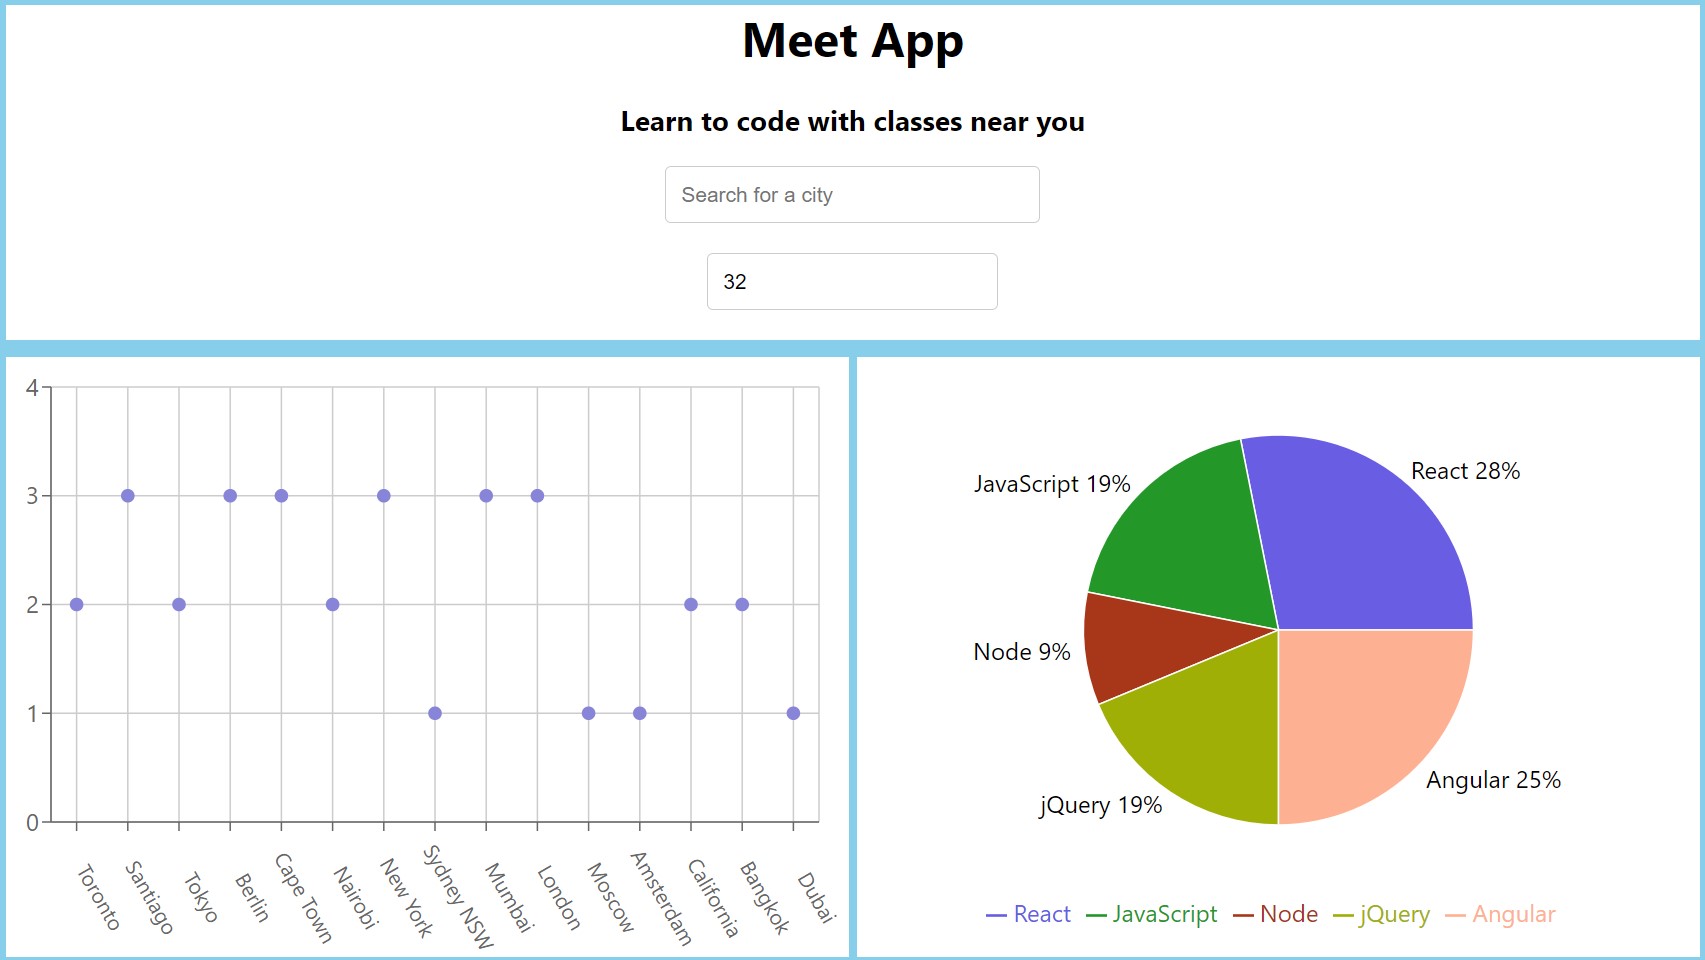 Meet App
Learn to code with classes near you
Search for a city
32
4
3
2
1
0
Toronto
Santiago
Tokyo
Berlin
Cape Town
Nairobi
New York
Sydney NSW
Mumbai
London
Moscow
Amsterdam
California
Bangkok
Dubai
React 28%
JavaScript 19%
Node 9%
jQuery 19%
Angular 25%
React JavaScript Node jQuery Angular